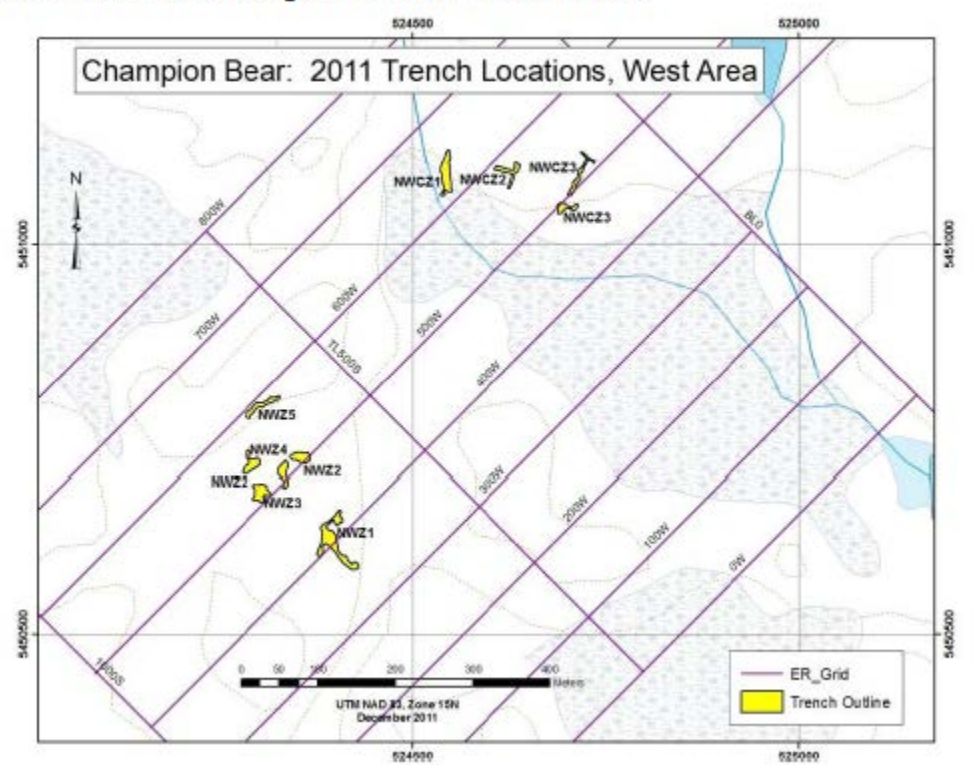 524500
525000
Champion Bear: 2011 Trench Locations, West Area
N
NWCZ1
NWCZ2
NWCZ3
NWCZ3
800W
BL0
5451000
5451000
600W
700W
500W
TL500S
400W
NWZ5
NWZ4
NWZ2
NWZ2
NWZ3
300W
200W
NWZ1
100W
0W
5450500
5450500
1000S
0 50 100 200 300 400
Meters
UTM NAD 83, Zone 15N
December 2011
ER_Grid
Trench Outline
524500
525000